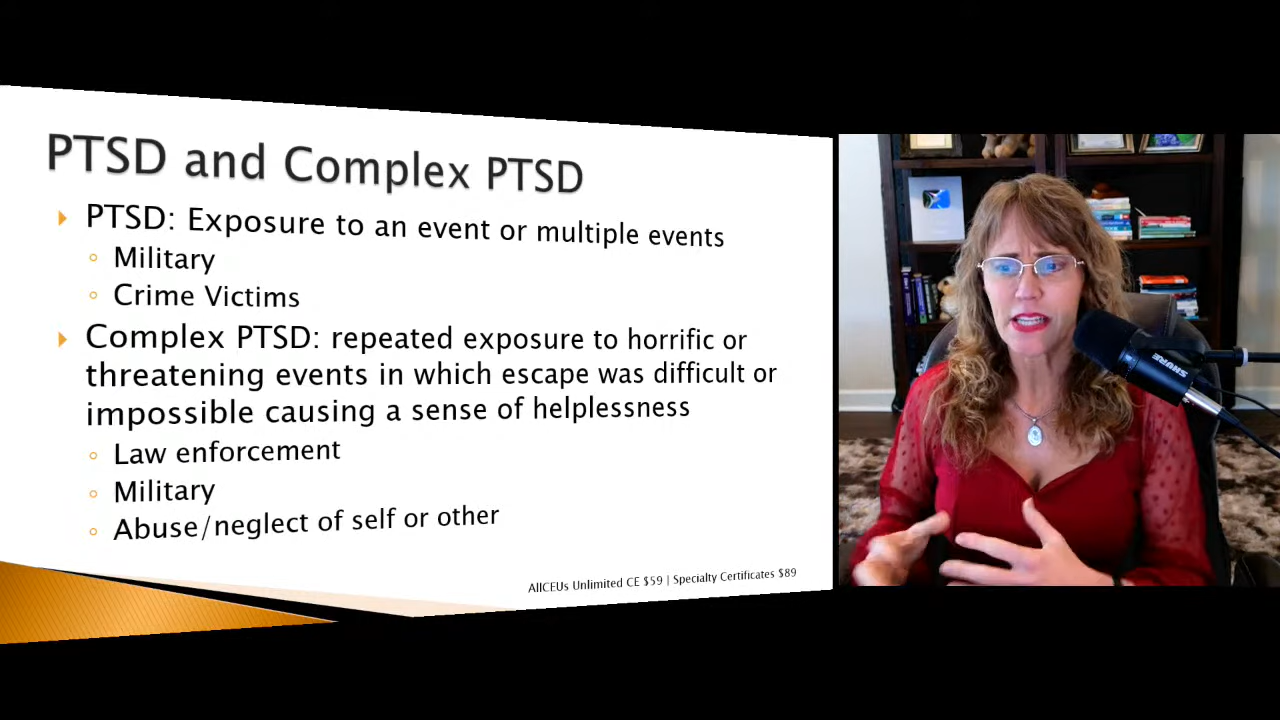 PTSD and Complex PTSD
PTSD: Exposure to an event or multiple events
Military
Crime Victims
Complex PTSD: repeated exposure to horrific or
threatening events in which escape was difficult or
impossible causing a sense of helplessness
Law enforcement
Military
Abuse/neglect of self or other
AllCEUs Unlimited CE $59 | Specialty Certificates $89
SHURE